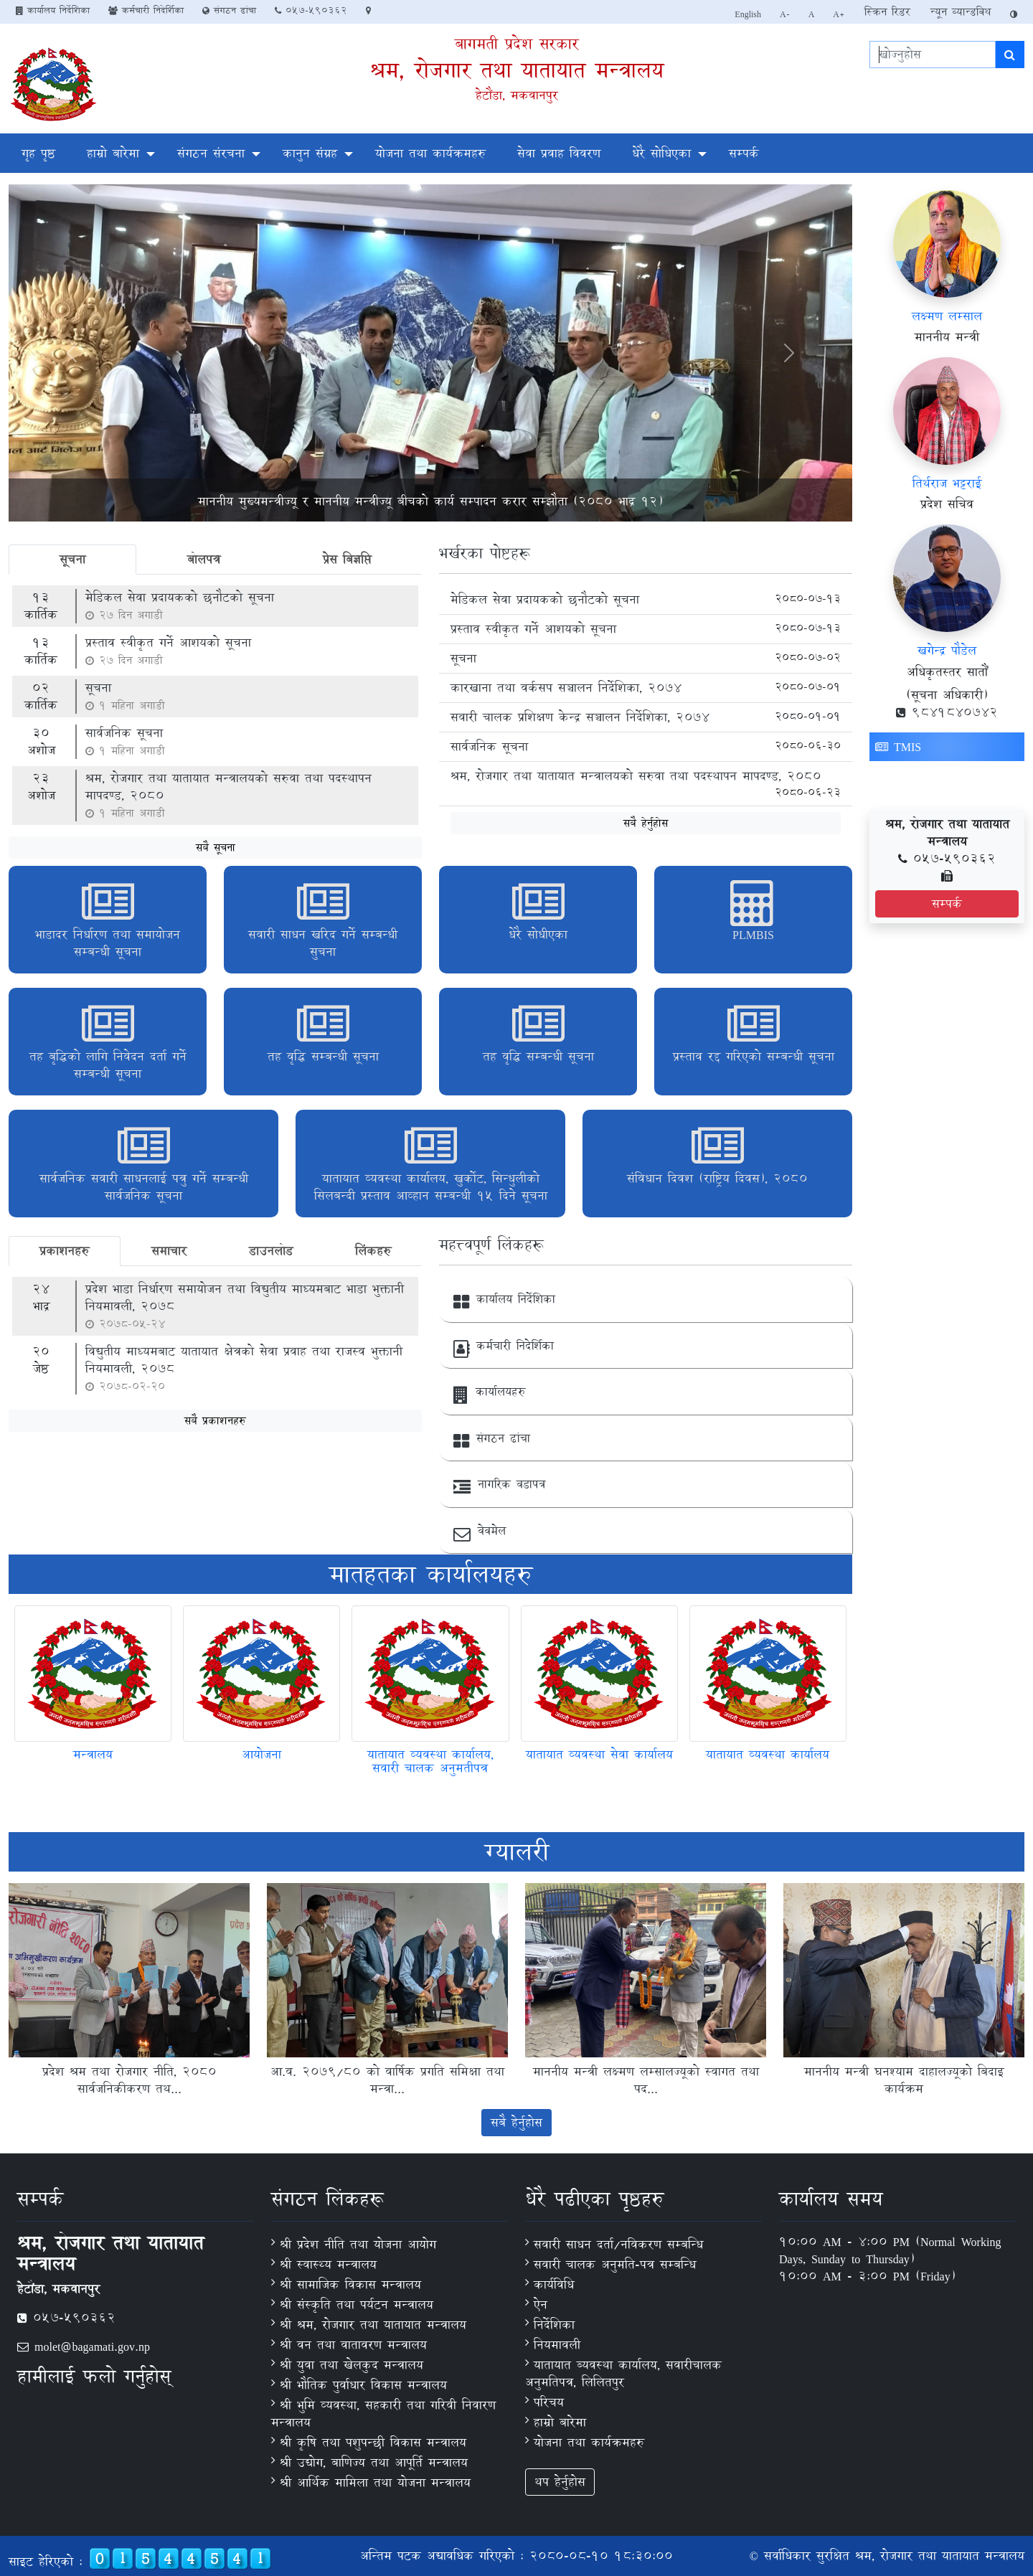 कार्यालय निर्देशिका कर्मचारी निदेर्शिका संगठन ढांचा ०५७-५९०३६२
English A- A A+ स्क्रिन रिडर न्यून ब्यान्डविथ
बागमती प्रदेश सरकार
श्रम, रोजगार तथा यातायात मन्त्रालय
हेटौंडा, मकवानपुर
खोज्नुहोस
गृह पृष्ठ हाम्रो बारेमा संगठन संरचना कानुन संग्रह योजना तथा कार्यक्रमहरु सेवा प्रवाह विवरण धेरै सोधिएका सम्पर्क
माननीय मुख्यमन्त्रीज्यू र माननीय मन्त्रीज्यू बीचको कार्य सम्पादन करार सम्झौता (२०८० भाद्र १२)
लक्ष्मण लम्साल
माननीय मन्त्री
तिर्थराज भट्टराई
प्रदेश सचिव
खगेन्द्र पौडेल
अधिकृतस्तर सातौं
(सूचना अधिकारी)
९८४१८४०७४२
TMIS
श्रम, रोजगार तथा यातायात
मन्त्रालय
०५७-५९०३६२
सम्पर्क
सूचना बोलपत्र प्रेस बिज्ञप्ति
१३
कार्तिक
मेडिकल सेवा प्रदायकको छनौटको सूचना
२७ दिन अगाडी
१३
कार्तिक
प्रस्ताव स्वीकृत गर्ने आशयको सूचना
२७ दिन अगाडी
०२
कार्तिक
सूचना
१ महिना अगाडी
३०
अशोज
सार्वजनिक सूचना
१ महिना अगाडी
२३
अशोज
श्रम, रोजगार तथा यातायात मन्त्रालयको सरुवा तथा पदस्थापन
मापदण्ड, २०८०
१ महिना अगाडी
सबै सूचना
भर्खरका पोष्टहरू
मेडिकल सेवा प्रदायकको छनौटको सूचना २०८०-०७-१३
प्रस्ताव स्वीकृत गर्ने आशयको सूचना २०८०-०७-१३
सूचना २०८०-०७-०२
कारखाना तथा वर्कसप सञ्चालन निर्देशिका, २०७४ २०८०-०७-०१
सवारी चालक प्रशिक्षण केन्द्र सञ्चालन निर्देशिका, २०७४ २०८०-०१-०१
सार्वजनिक सूचना २०८०-०६-३०
श्रम, रोजगार तथा यातायात मन्त्रालयको सरुवा तथा पदस्थापन मापदण्ड, २०८०
२०८०-०६-२३
सबै हेर्नुहोस
भाडादर निर्धारण तथा समायोजन
सम्बन्धी सूचना
सवारी साधन खरिद गर्ने सम्बन्धी
सुचना
धेरै सोधीएका
PLMBIS
तह बृद्धिको लागि निवेदन दर्ता गर्ने
सम्बन्धी सूचना
तह वृद्धि सम्बन्धी सूचना
तह वृद्धि सम्बन्धी सूचना
प्रस्ताव रद्द गरिएको सम्बन्धी सूचना
सार्वजनिक सवारी साधनलाई पत्रु गर्ने सम्बन्धी
सार्वजनिक सूचना
यातायात व्यवस्था कार्यालय, खुर्कोट, सिन्धुलीको
सिलबन्दी प्रस्ताव आव्हान सम्बन्धी १५ दिने सूचना
संविधान दिवश (राष्ट्रिय दिवस), २०८०
प्रकाशनहरु समाचार डाउनलोड लिंकहरु
२४
भाद्र
प्रदेश भाडा निर्धारण समायोजन तथा विद्युतीय माध्यमबाट भाडा भुक्तानी
नियमावली, २०७८
२०७८-०५-२४
२०
जेष्ठ
विद्युतीय माध्यमबाट यातायात क्षेत्रको सेवा प्रवाह तथा राजस्व भुक्तानी
नियमावली, २०७८
२०७८-०२-२०
सबै प्रकाशनहरु
महत्त्वपूर्ण लिंकहरू
कार्यालय निर्देशिका
कर्मचारी निदेर्शिका
कार्यालयहरु
संगठन ढांचा
नागरिक वडापत्र
वेवमेल
मातहतका कार्यालयहरु
मन्त्रालय
आयोजना
यातायात व्यवस्था कार्यालय,
सवारी चालक अनुमतीपत्र
यातायात व्यवस्था सेवा कार्यालय
यातायात व्यवस्था कार्यालय
ग्यालरी
प्रदेश श्रम तथा रोजगार नीति, २०८०
सार्वजनिकीकरण तथ...
आ.व. २०७९/८० को वार्षिक प्रगति समिक्षा तथा
मन्त्रा...
माननीय मन्त्री लक्ष्मण लम्सालज्यूको स्वागत तथा
पद...
माननीय मन्त्री घनश्याम दाहालज्यूको बिदाइ
कार्यक्रम
सबै हेर्नुहोस
सम्पर्क
श्रम, रोजगार तथा यातायात
मन्त्रालय
हेटौंडा, मकवानपुर
०५७-५९०३६२
molet@bagamati.gov.np
हामीलाई फलो गर्नुहोस्
संगठन लिंकहरू
श्री प्रदेश नीति तथा योजना आयोग
श्री स्वास्थ्य मन्त्रालय
श्री सामाजिक विकास मन्त्रालय
श्री संस्कृति तथा पर्यटन मन्त्रालय
श्री श्रम, रोजगार तथा यातायात मन्त्रालय
श्री वन तथा वातावरण मन्त्रालय
श्री युवा तथा खेलकुद मन्त्रालय
श्री भौतिक पुर्वाधार विकास मन्त्रालय
श्री भुमि व्यवस्था, सहकारी तथा गरिवी निवारण
मन्त्रालय
श्री कृषि तथा पशुपन्छी विकास मन्त्रालय
श्री उद्योग, बाणिज्य तथा आपूर्ति मन्त्रालय
श्री आर्थिक मामिला तथा योजना मन्त्रालय
धेरै पढीएका पृष्ठहरु
सवारी साधन दर्ता/नविकरण सम्बन्धि
सवारी चालक अनुमति-पत्र सम्बन्धि
कार्यविधि
ऐन
निर्देशिका
नियमावली
यातायात व्यवस्था कार्यालय, सवारीचालक
अनुमतिपत्र, लिलितपुर
परिचय
हाम्रो बारेमा
योजना तथा कार्यक्रमहरु
थप हेर्नुहोस
कार्यालय समय
१०:०० AM - ४:०० PM (Normal Working
Days, Sunday to Thursday)
१०:०० AM - ३:०० PM (Friday)
साइट हेरिएको : 01544541 अन्तिम पटक अद्यावधिक गरिएको : २०८०-०८-१० १८:३०:०० © सर्वाधिकार सुरक्षित श्रम, रोजगार तथा यातायात मन्त्रालय